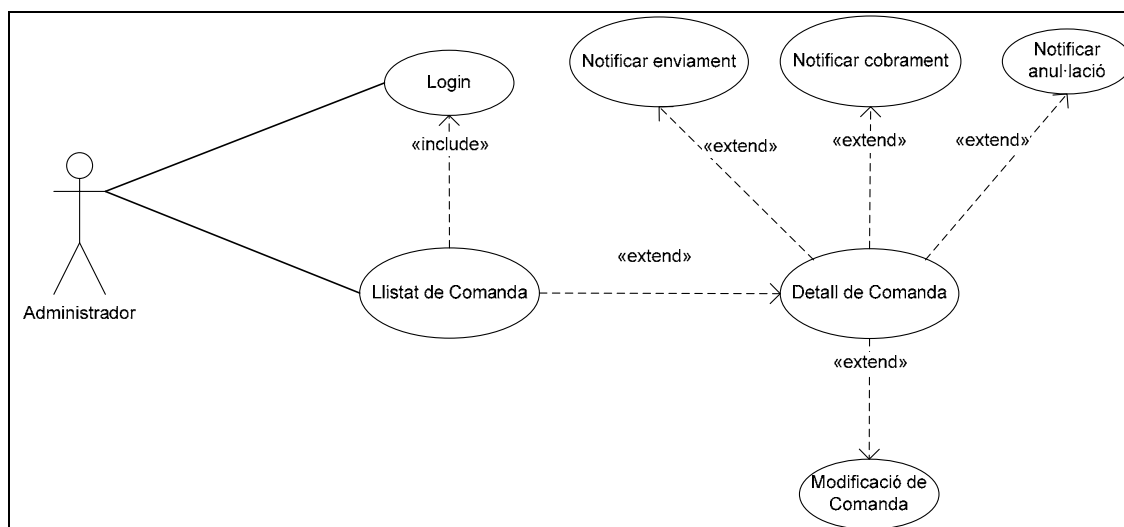 Notificar enviament
Notificar cobrament
Notificar
anul·lació
Login
«include»
«extend»
«extend»
«extend»
«extend»
Llistat de Comanda
Detall de Comanda
Administrador
«extend»
Modificació de
Comanda